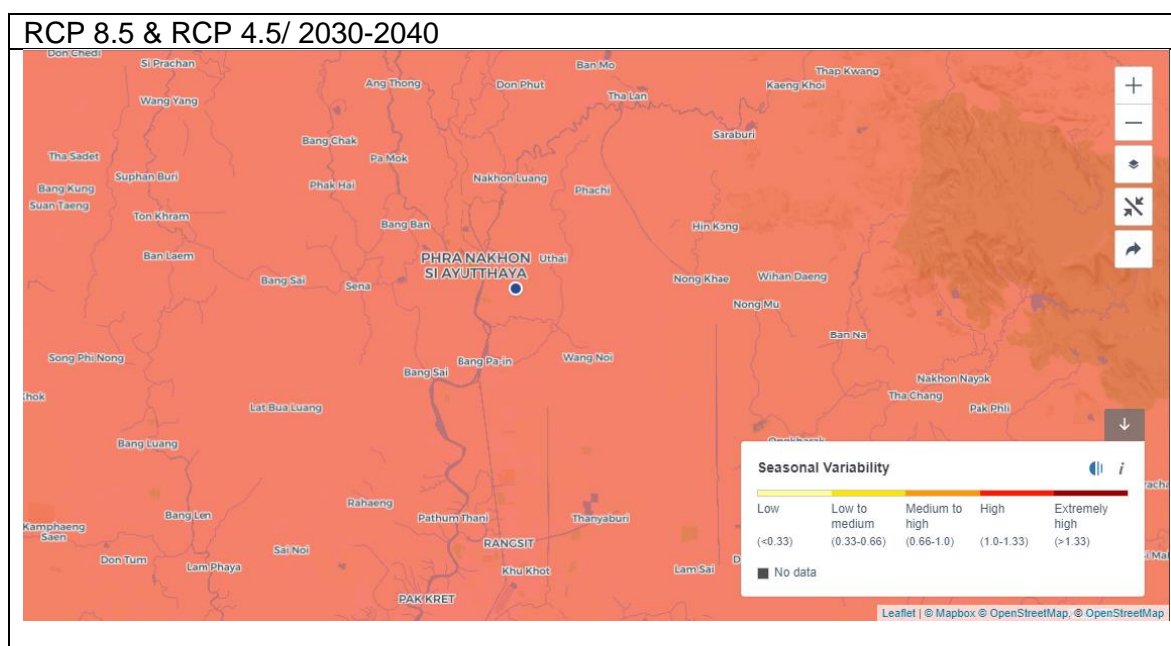 RCP 8.5 & RCP 4.5/ 2030-2040
Don Chedi
Si Prachan
Ban Mo
Thap Kwang
Ang Thong
Don Phut
Kaeng Khoi
Wang Yang
Tha Lan
Saraburi
Bang Chak
Tha Sadet
Pa Mok
Suphan Buri
Nakhon Luang
Bang Kung
Phak Hai
Phachi
Suan Taeng
Ton Khram
Bang Ban
Hin Kong
Ban Laem
PHRA NAKHON
SI AYUTTHAYA
Uthai
Bang Sai
Sena
Nong Khae
Wihan Daeng
Nong Mu
Ban Na
Song Phi Nong
Bang Pa-in
Wang Noi
Bang Sai
Nakhon Nayok
Tha Chang
Lat Bua Luang
Pak Phli
Bang Luang
Rahaeng
Bang Len
Pathum Thani
Thanyaburi
Kamphaeng
Saen
RANGSIT
Sai Noi
Don Tum
Lam Phaya
Khu Khot
Lam Sai
PAK KRET
Seasonal Variability
i
Low
Low to
medium
Medium to
high
High
Extremely
high
(<0.33)
(0.33-0.66)
(0.66-1.0)
(1.0-1.33)
(>1.33)
No data
Leaflet | © Mapbox © OpenStreetMap, © OpenStreetMap